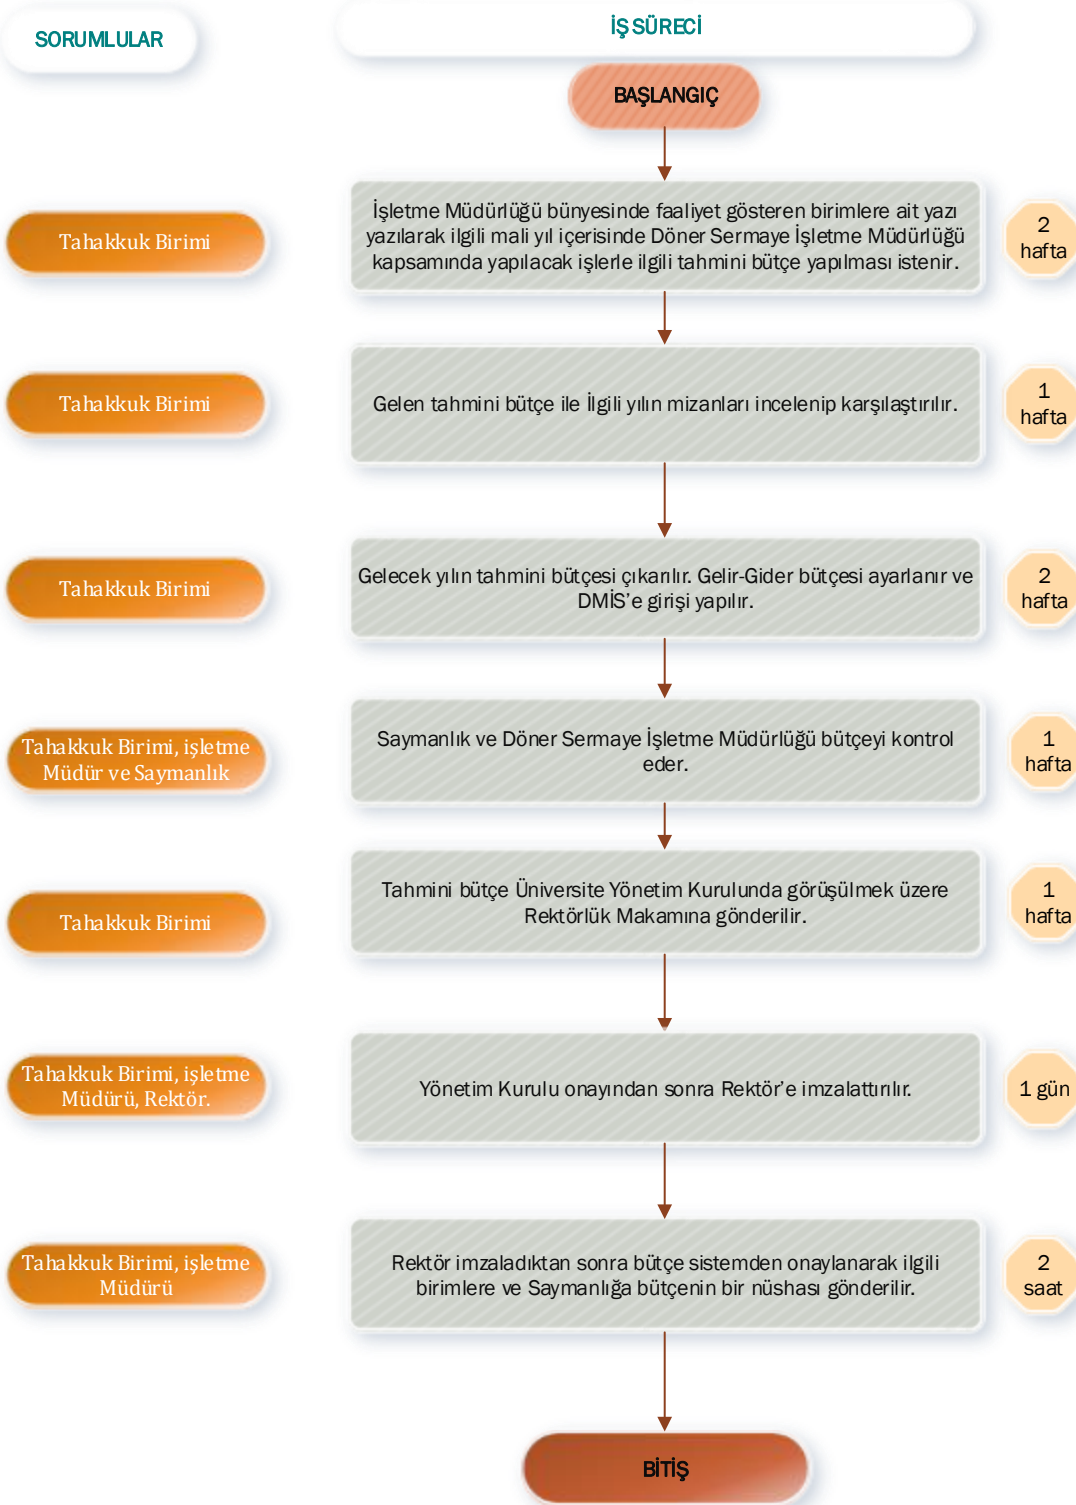 SORUMLULAR
İŞ SÜRECİ
BAŞLANGIÇ
Tahakkuk Birimi
İşletme Müdürlüğü bünyesinde faaliyet gösteren birimlere ait yazı
yazılarak ilgili mali yıl içerisinde Döner Sermaye İşletme Müdürlüğü
kapsamında yapılacak işlerle ilgili tahmini bütçe yapılması istenir.
2
hafta
Tahakkuk Birimi
Gelen tahmini bütçe ile İlgili yılın mizanları incelenip karşılaştırılır.
1
hafta
Tahakkuk Birimi
Gelecek yılın tahmini bütçesi çıkarılır. Gelir-Gider bütçesi ayarlanır ve
DMİS’e girişi yapılır.
2
hafta
Tahakkuk Birimi, işletme
Müdür ve Saymanlık
Saymanlık ve Döner Sermaye İşletme Müdürlüğü bütçeyi kontrol
eder.
1
hafta
Tahakkuk Birimi
Tahmini bütçe Üniversite Yönetim Kurulunda görüşülmek üzere
Rektörlük Makamına gönderilir.
1
hafta
Tahakkuk Birimi, işletme
Müdürü, Rektör.
Yönetim Kurulu onayından sonra Rektör’e imzalattırılır.
1 gün
Tahakkuk Birimi, işletme
Müdürü
Rektör imzaladıktan sonra bütçe sistemden onaylanarak ilgili
birimlere ve Saymanlığa bütçenin bir nüshası gönderilir.
2
saat
BİTİŞ